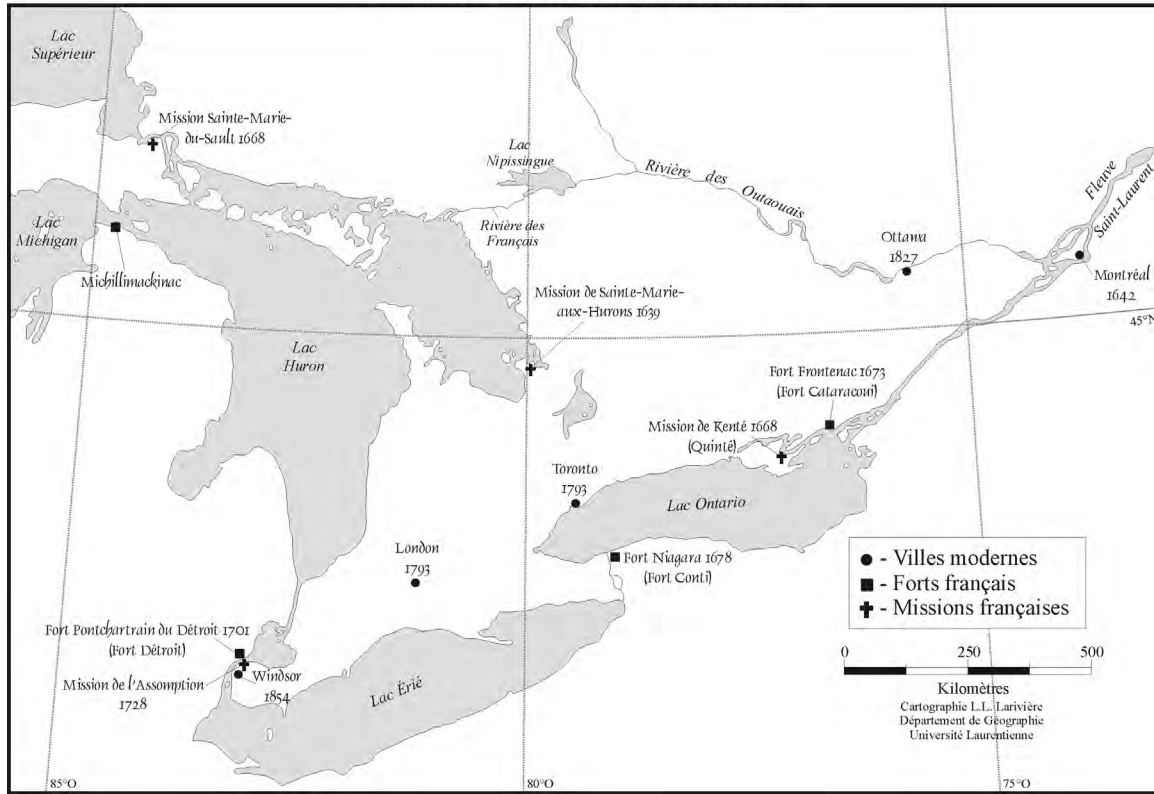 Lac
Supérieur
Mission Sainte-Marie-
du-Sault 1668
Lac
Nipissingue
Rivière des Outaouais
Fleuve
Saint-Laurent
Rivière des
Français
Lac
Michigan
Michillimackinac
Ottawa
1827
Montréal
1642
Mission de Sainte-Marie-
aux-Hurons 1639
45°N
Lac
Huron
Fort Frontenac 1673
(Fort Cataracoui)
Mission de Kenté 1668
(Quinté)
Toronto
1793
Lac Ontario
London
1793
Fort Niagara 1678
(Fort Conti)
● - Villes modernes
■ - Forts français
✝ - Missions françaises
Fort Pontchartrain du Détroit 1701
(Fort Détroit)
Mission de l'Assomption
1728
Windsor
1854
Lac Érié
0 250 500
Kilomètres
Cartographie L.L. Larivière
Département de Géographie
Université Laurentienne
85°O
80°O
75°O